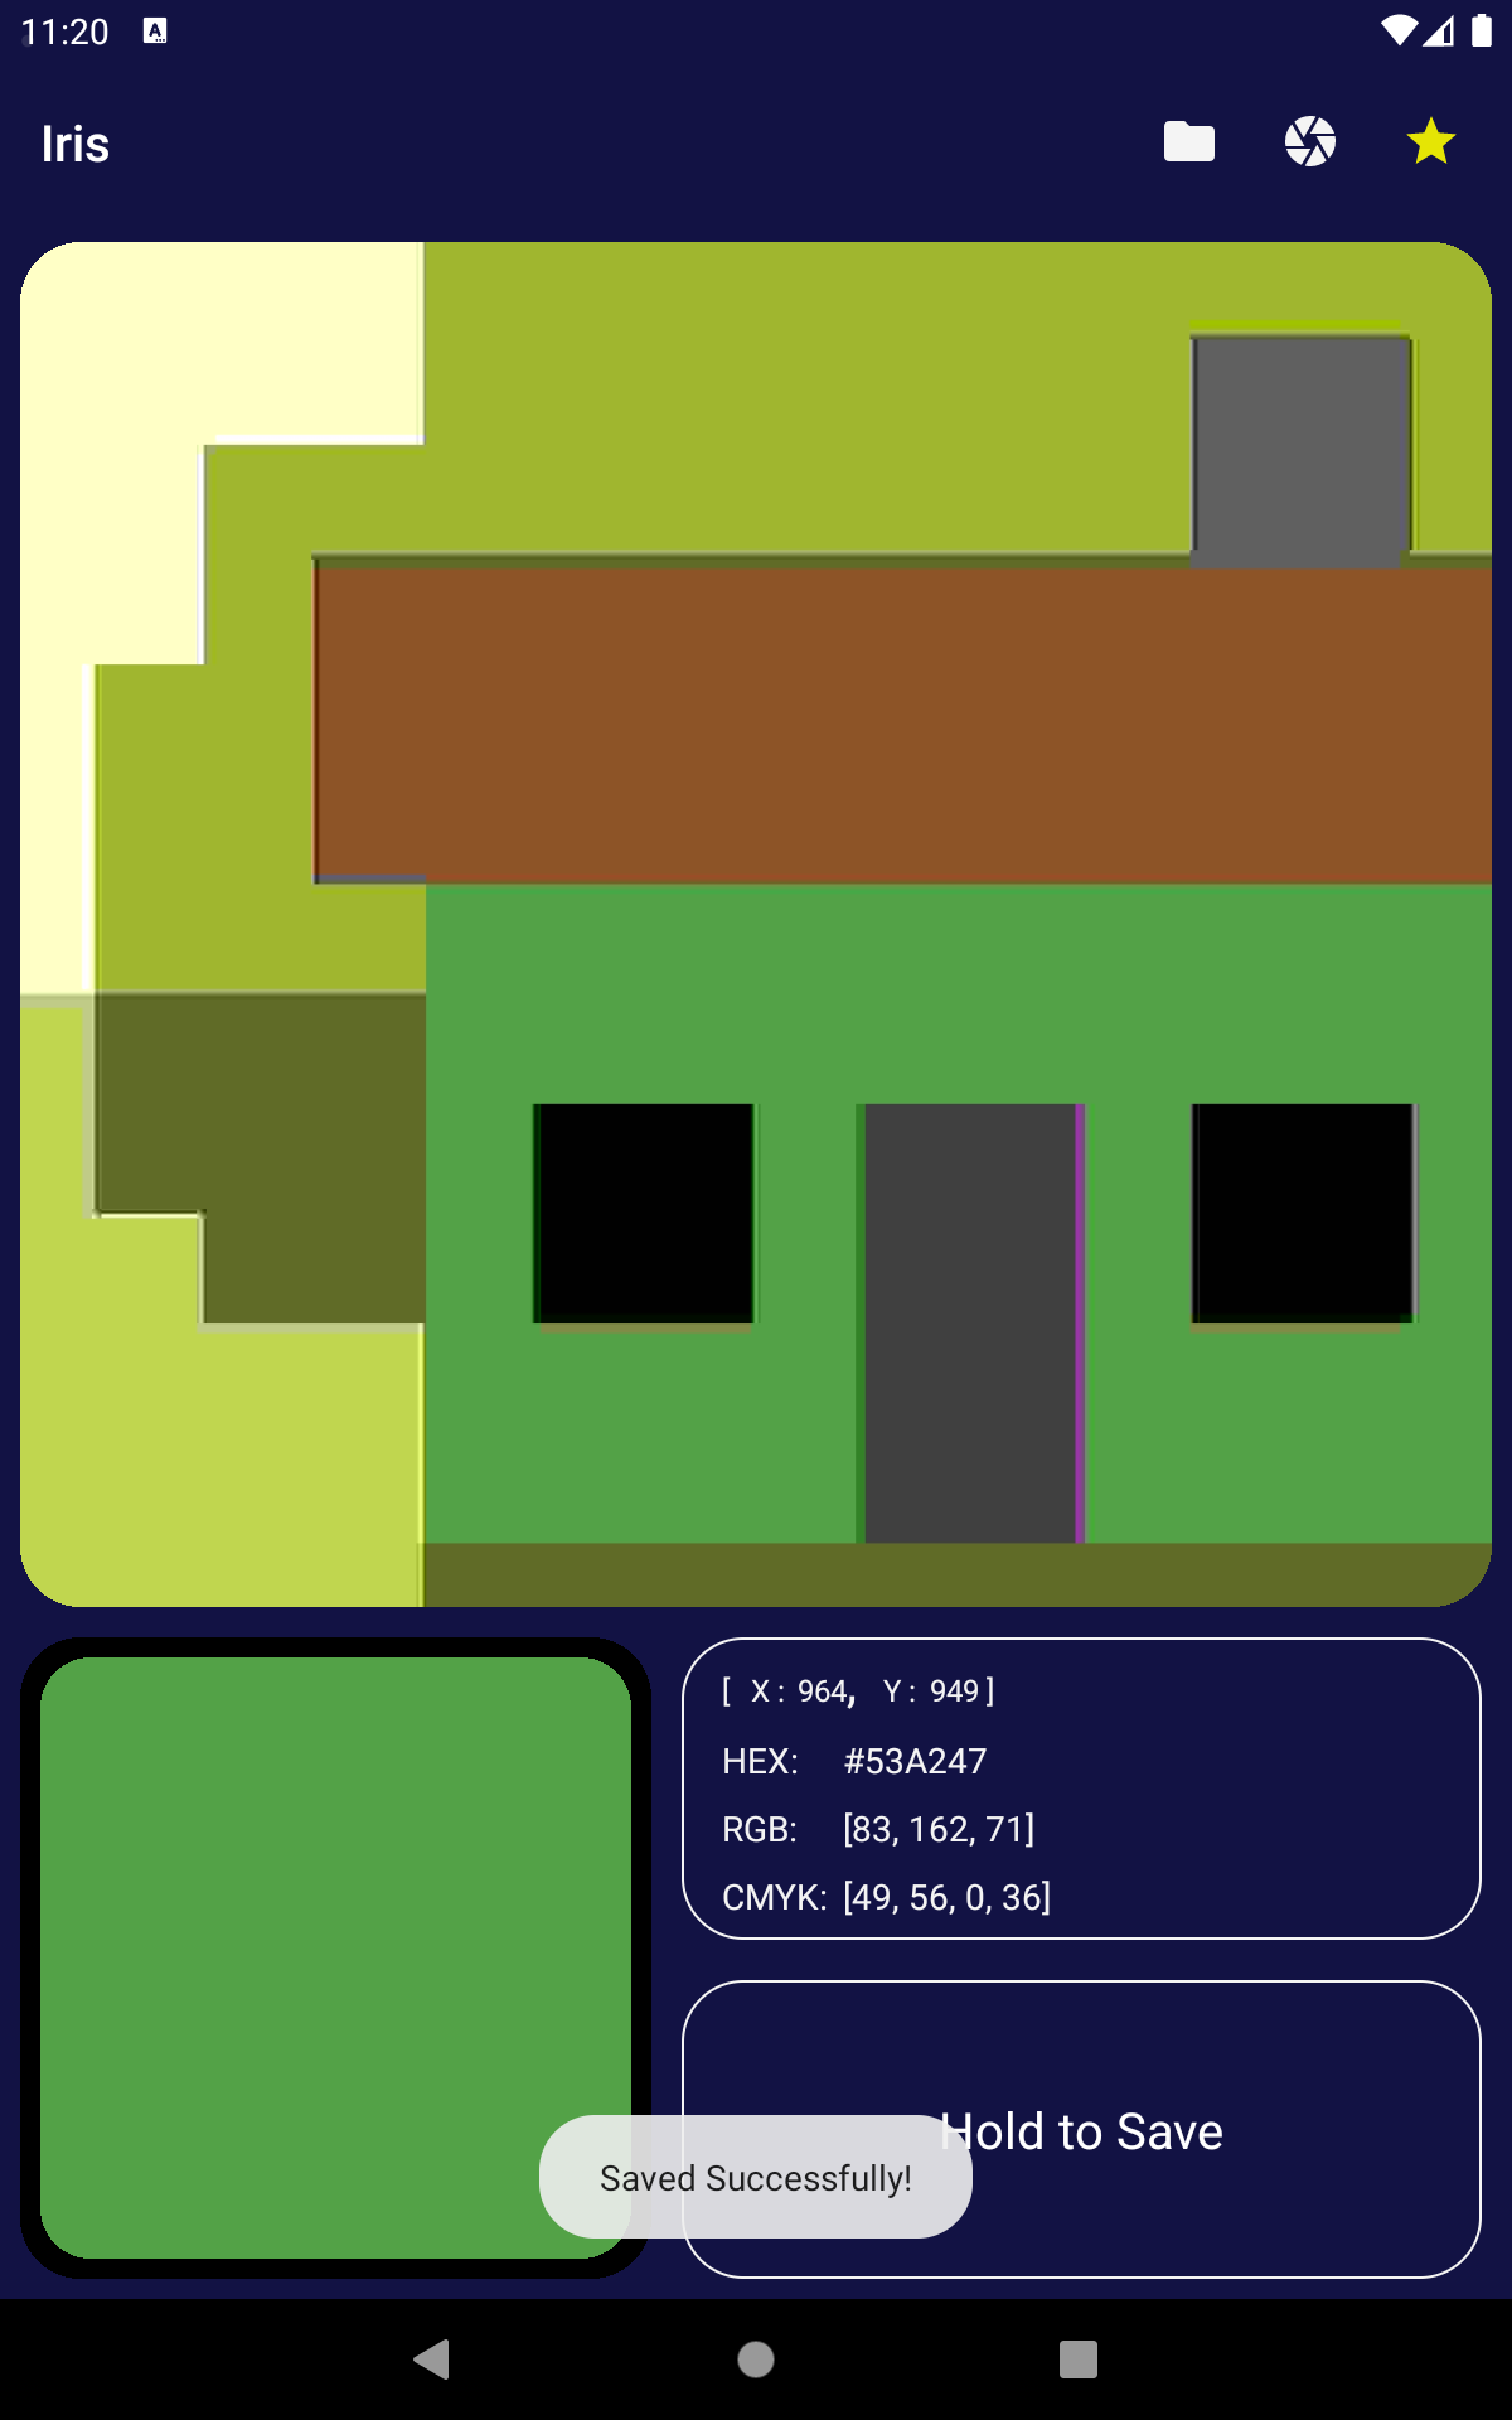 11:20
Iris
[ X : 964, Y : 949 ]
HEX: #53A247
RGB: [83, 162, 71]
CMYK: [49, 56, 0, 36]
Hold to Save
Saved Successfully!